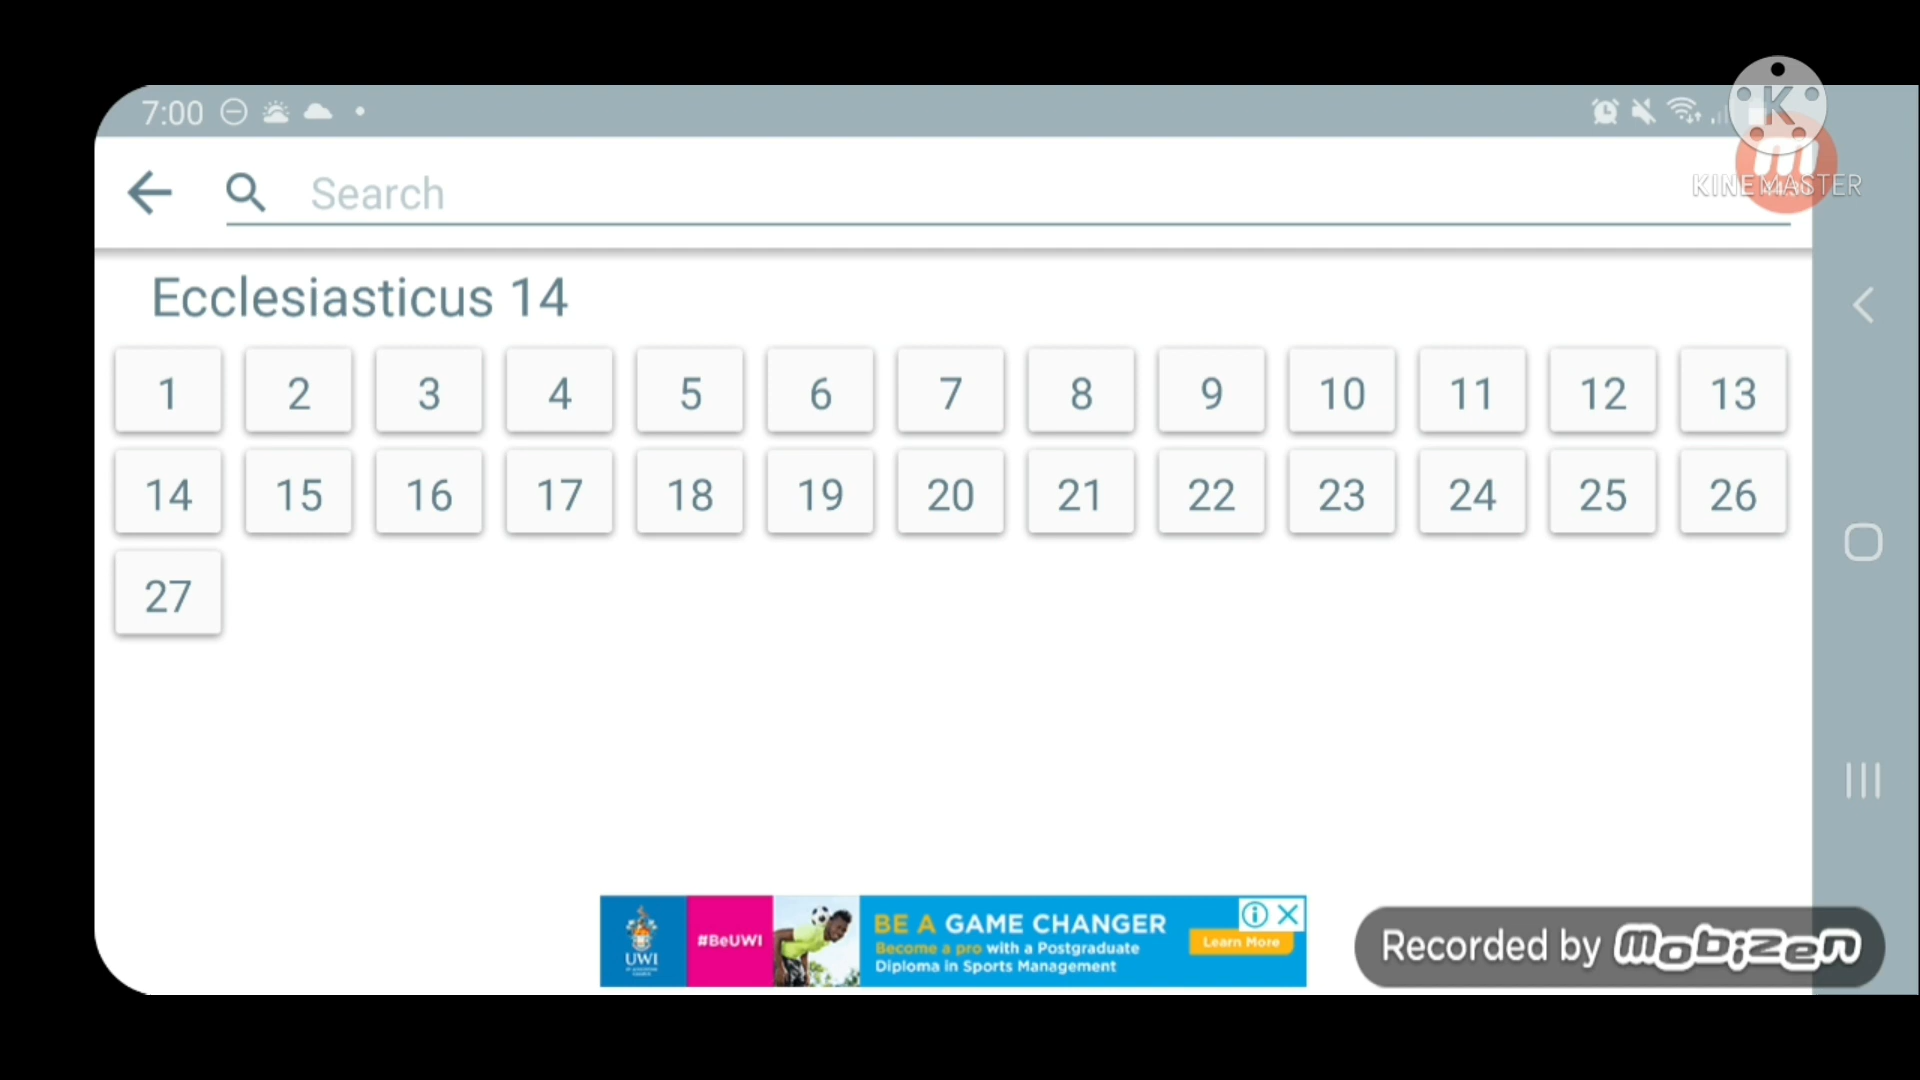 7:00
K
KINEMASTER
Search
Ecclesiasticus 14
1 2 3 4 5 6 7 8 9 10 11 12 13
14 15 16 17 18 19 20 21 22 23 24 25 26
27
UWI
#BeUWI
BE A GAME CHANGER
Become a pro with a Postgraduate
Diploma in Sports Management
Learn More
Recorded by mobizen